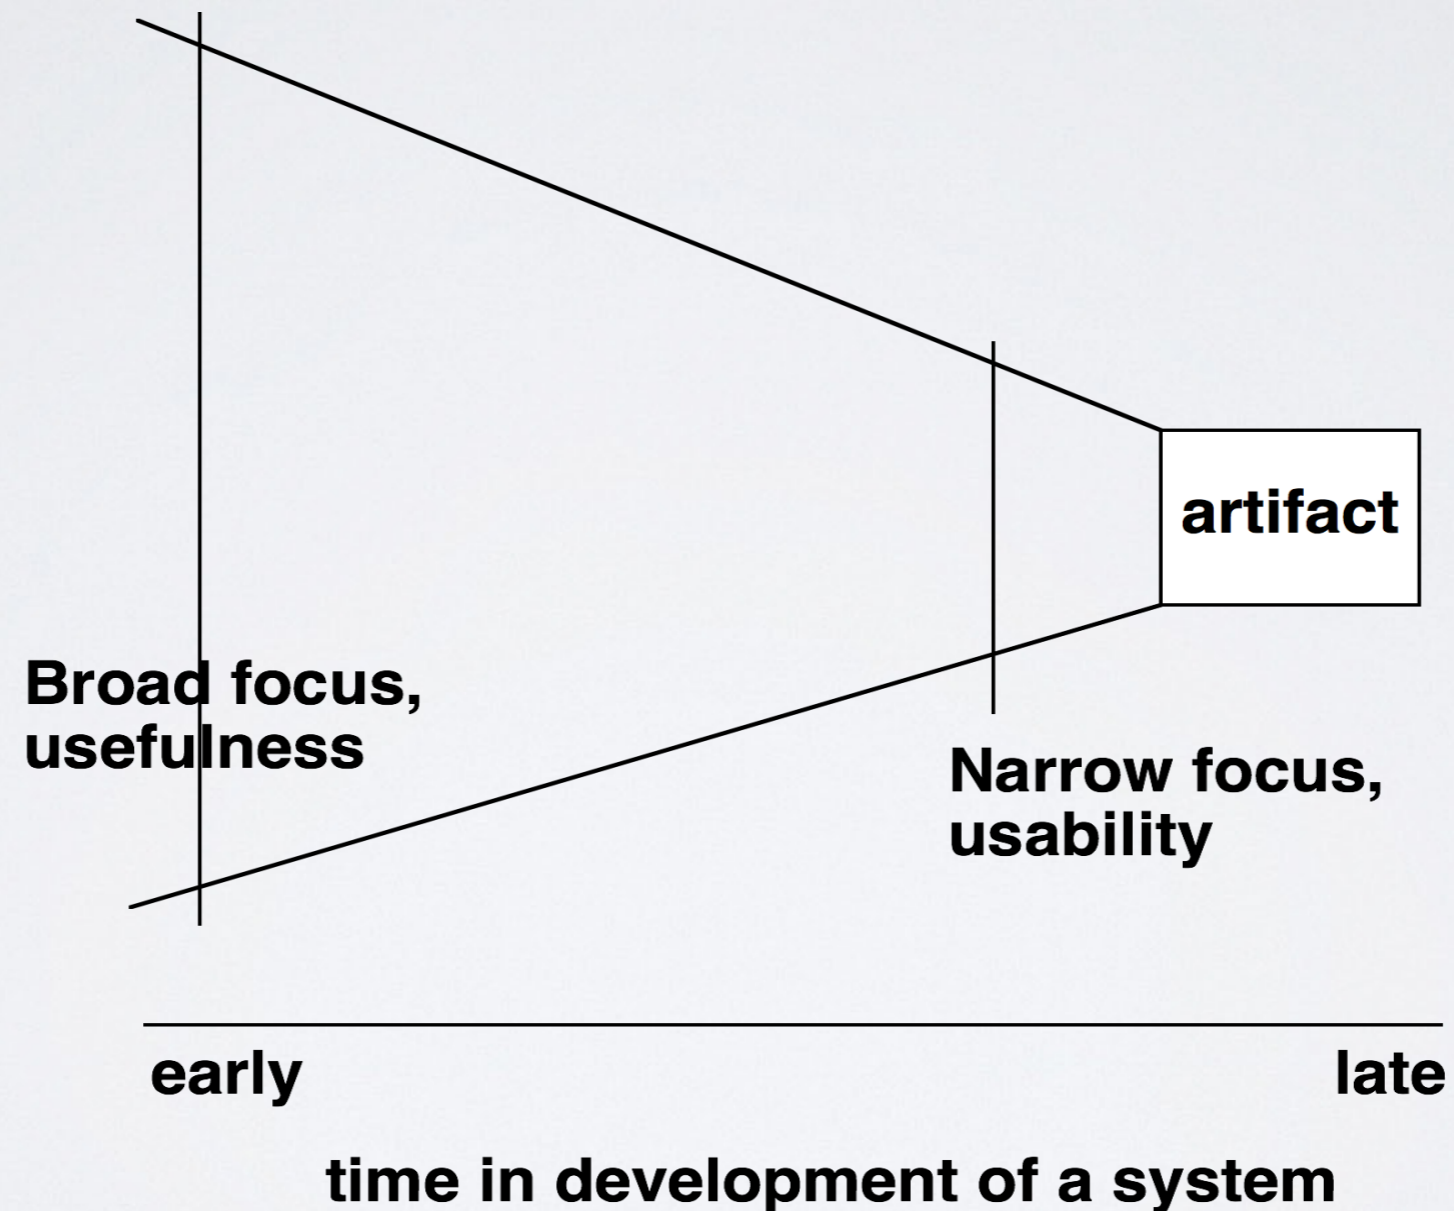 artifact
Broad focus,
usefulness
Narrow focus,
usability
early
late
time in development of a system